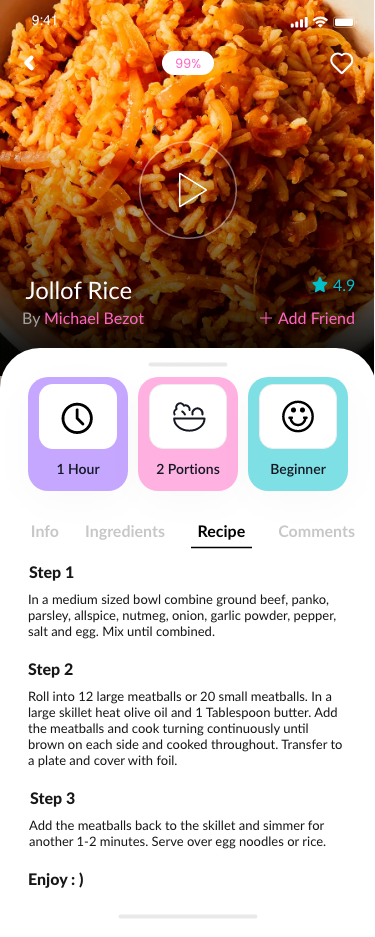 9:41
99%
Jollof Rice
4.9
By Michael Bezot
+ Add Friend
1 Hour
2 Portions
Beginner
Info
Ingredients
Recipe
Comments
Step 1
In a medium sized bowl combine ground beef, panko,
parsley, allspice, nutmeg, onion, garlic powder, pepper,
salt and egg. Mix until combined.
Step 2
Roll into 12 large meatballs or 20 small meatballs. In a
large skillet heat olive oil and 1 Tablespoon butter. Add
the meatballs and cook turning continuously until
brown on each side and cooked throughout. Transfer to
a plate and cover with foil.
Step 3
Add the meatballs back to the skillet and simmer for
another 1-2 minutes. Serve over egg noodles or rice.
Enjoy : )